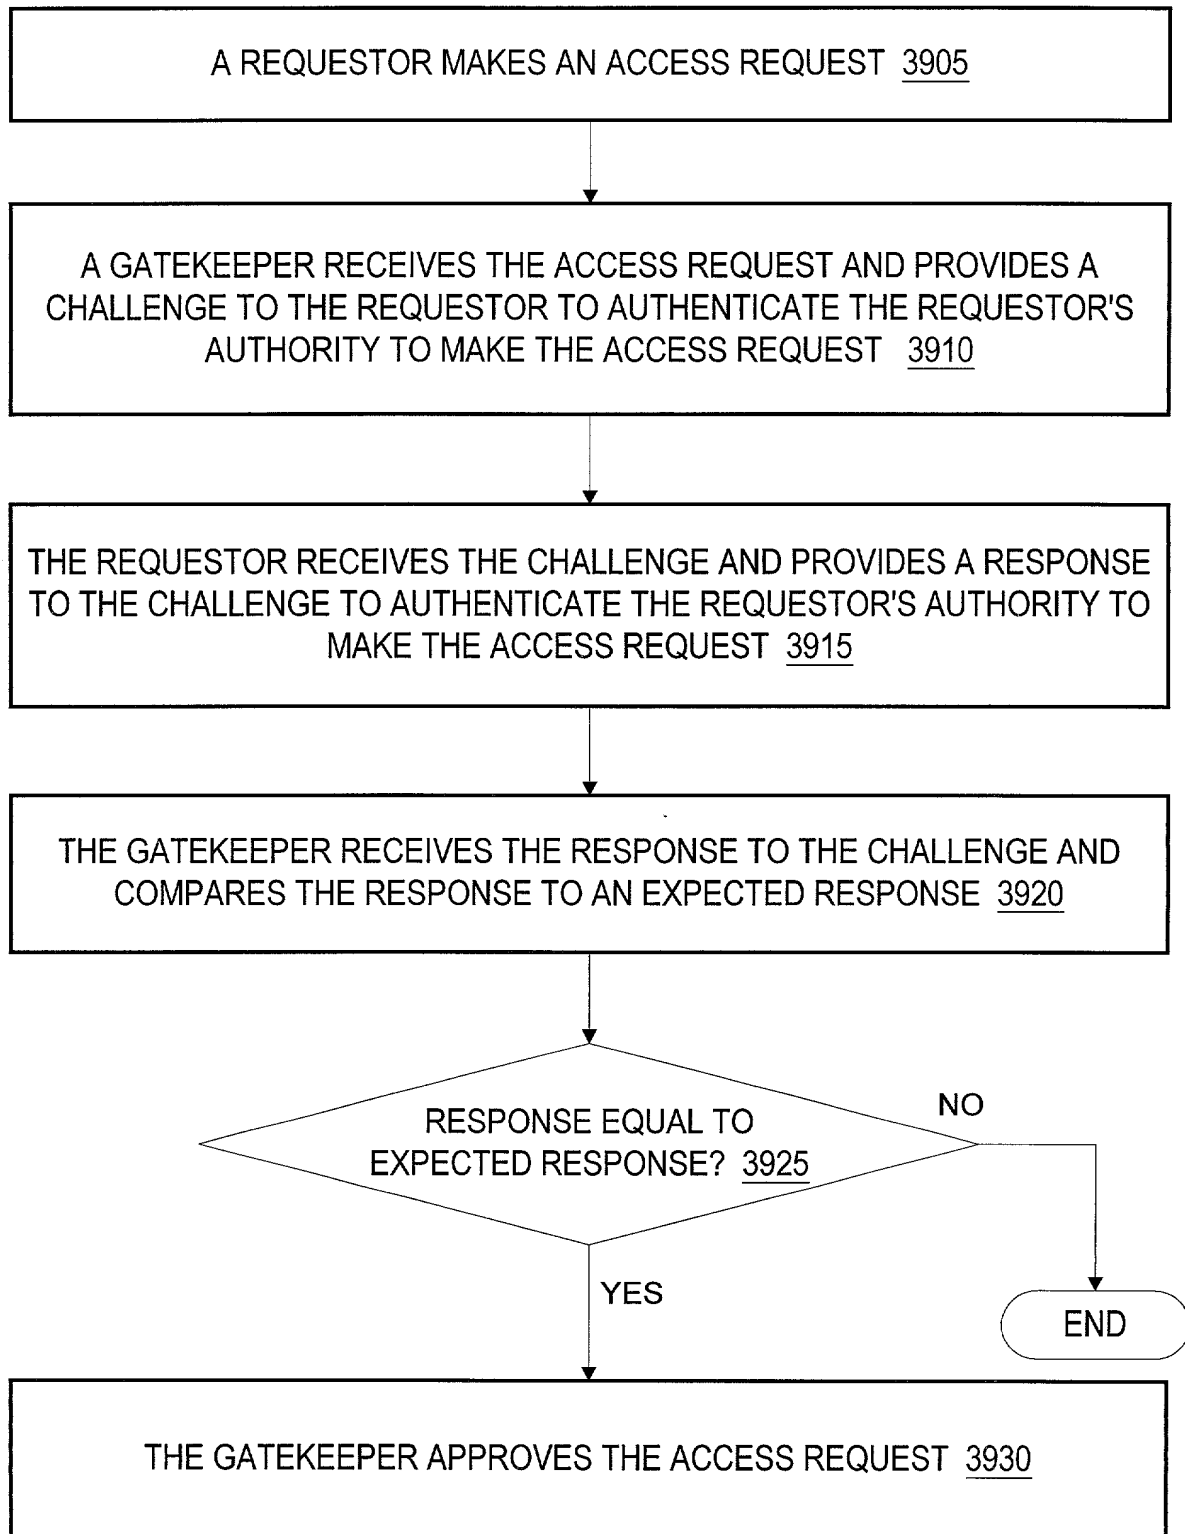 A REQUESTOR MAKES AN ACCESS REQUEST 3905
A GATEKEEPER RECEIVES THE ACCESS REQUEST AND PROVIDES A
CHALLENGE TO THE REQUESTOR TO AUTHENTICATE THE REQUESTOR'S
AUTHORITY TO MAKE THE ACCESS REQUEST 3910
THE REQUESTOR RECEIVES THE CHALLENGE AND PROVIDES A RESPONSE
TO THE CHALLENGE TO AUTHENTICATE THE REQUESTOR'S AUTHORITY TO
MAKE THE ACCESS REQUEST 3915
THE GATEKEEPER RECEIVES THE RESPONSE TO THE CHALLENGE AND
COMPARES THE RESPONSE TO AN EXPECTED RESPONSE 3920
RESPONSE EQUAL TO
EXPECTED RESPONSE? 3925
NO
YES
END
THE GATEKEEPER APPROVES THE ACCESS REQUEST 3930